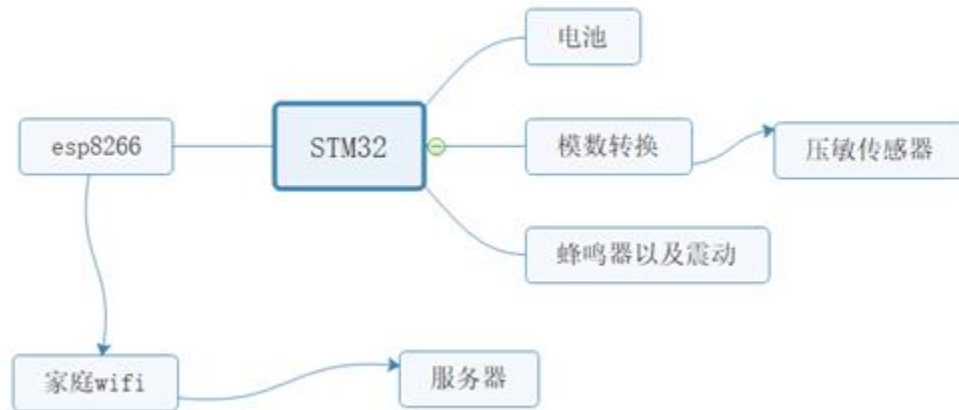 电池
esp8266
STM32
模数转换
压敏传感器
蜂鸣器以及震动
家庭wifi
服务器